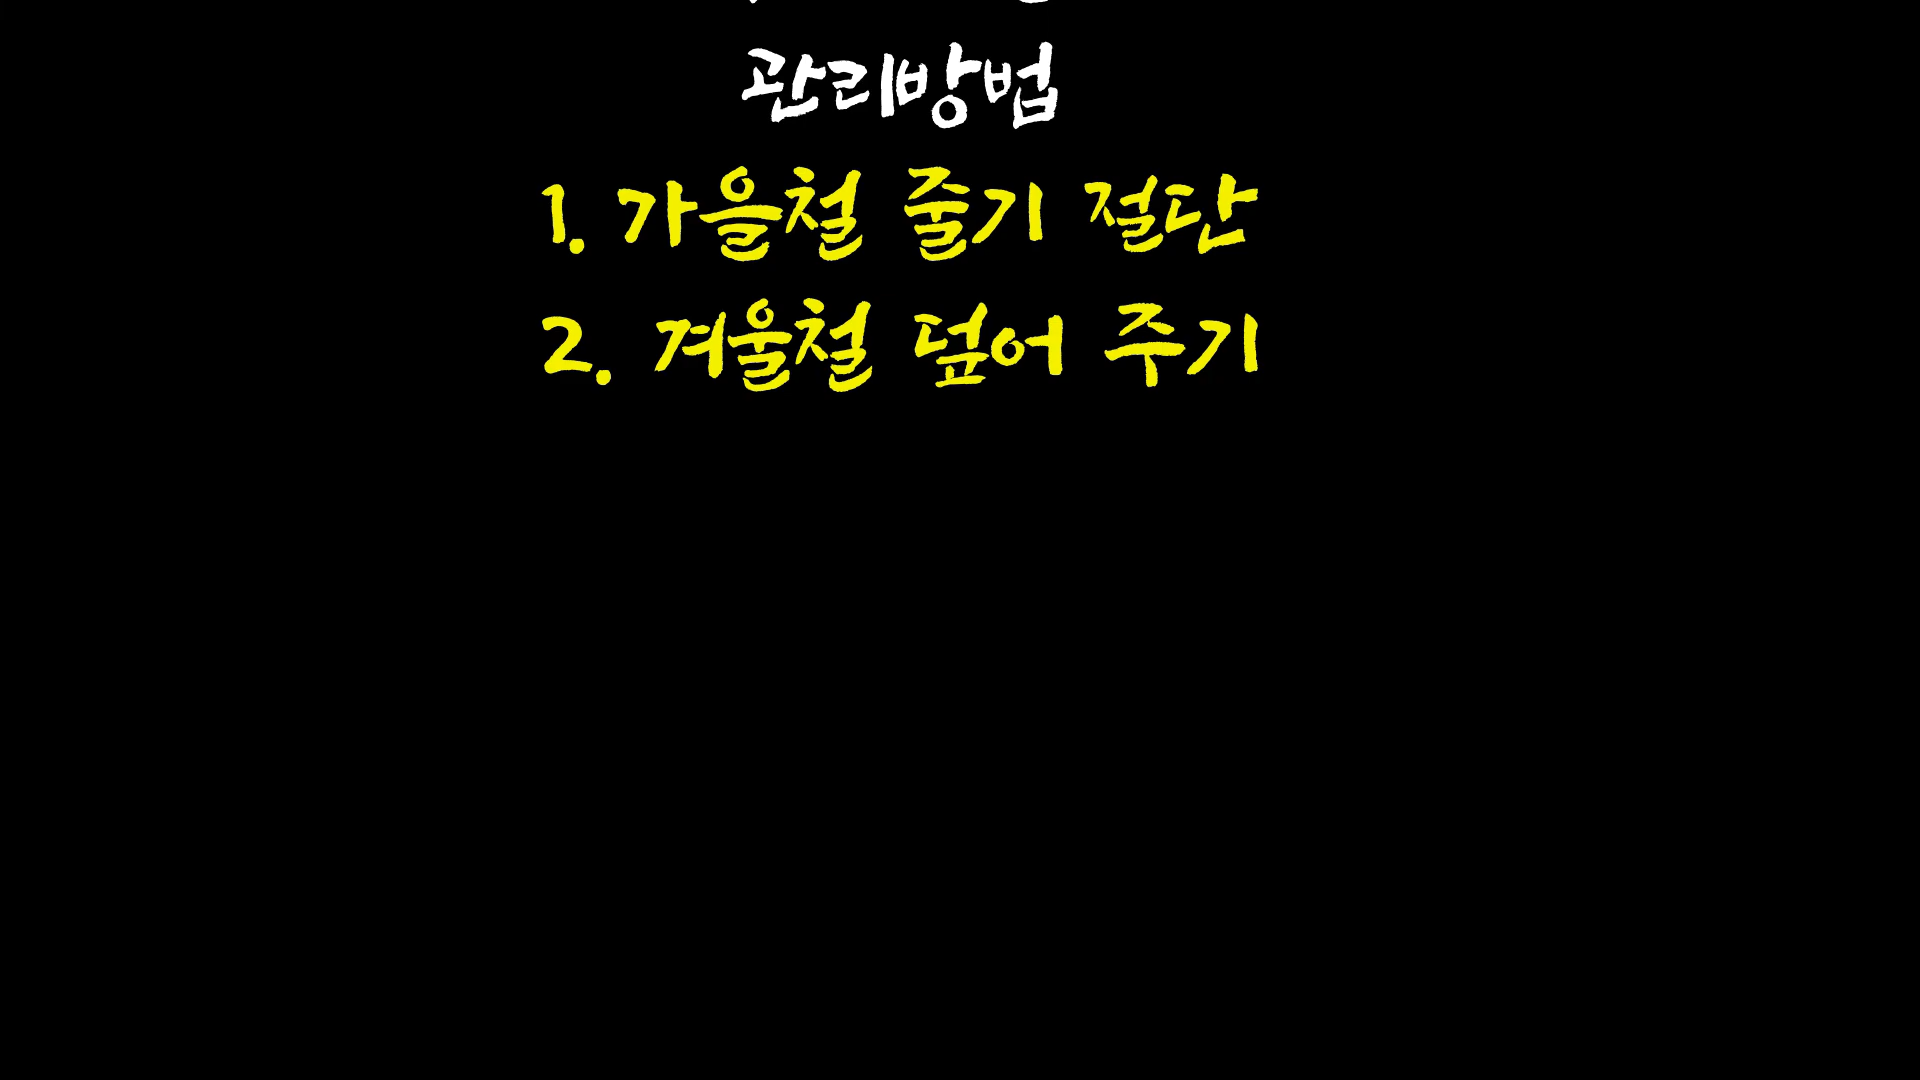 관리방법
1. 가을철 줄기 절단
2. 겨울철 덮어 주기